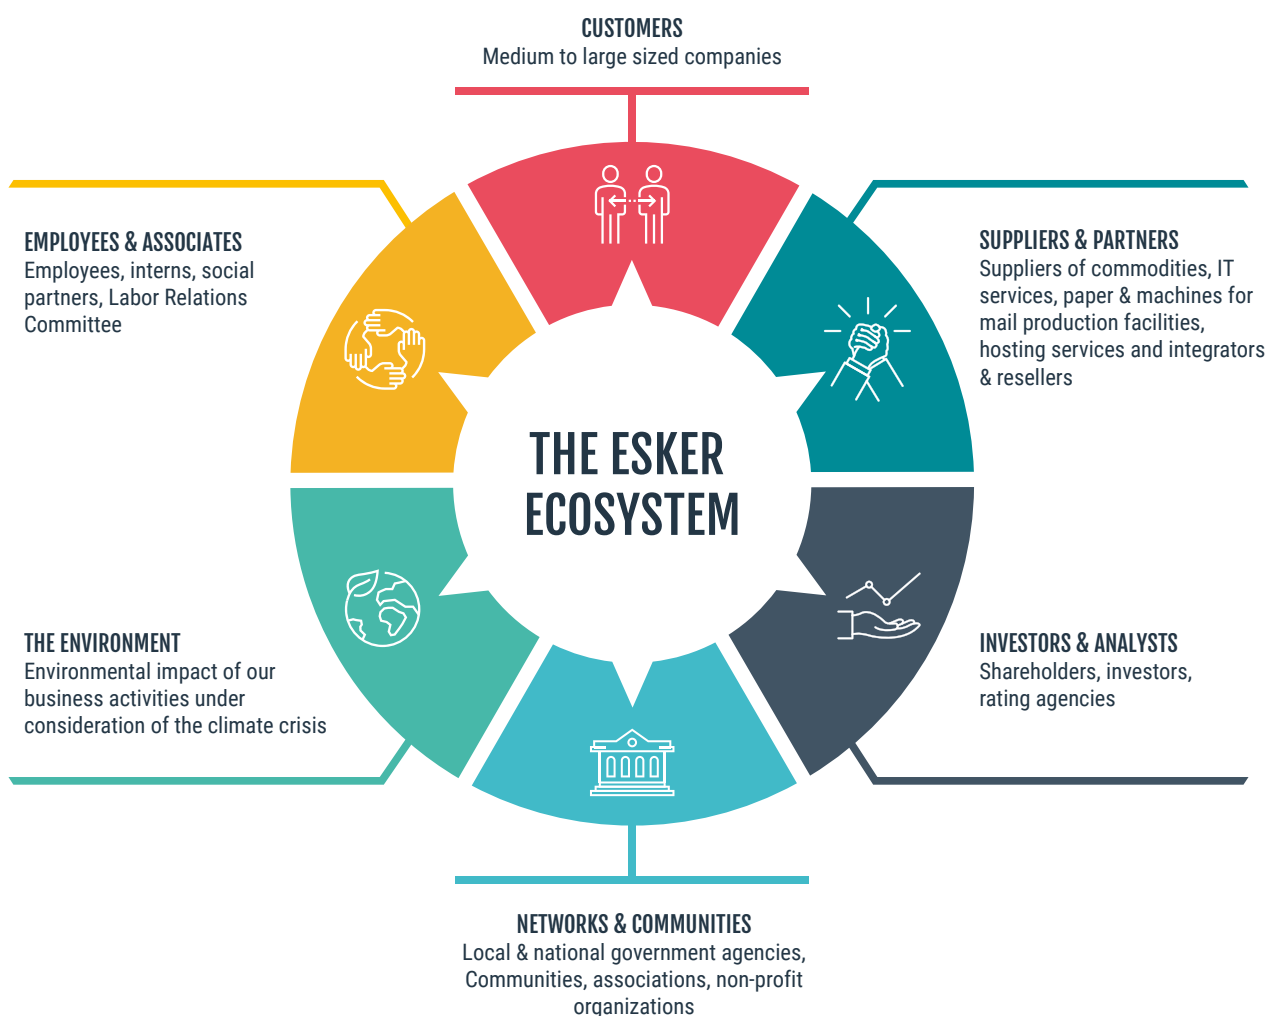 CUSTOMERS
Medium to large sized companies
EMPLOYEES & ASSOCIATES
Employees, interns, social
partners, Labor Relations
Committee
SUPPLIERS & PARTNERS
Suppliers of commodities, IT
services, paper & machines for
mail production facilities,
hosting services and integrators
& resellers
THE ESKER
ECOSYSTEM
THE ENVIRONMENT
Environmental impact of our
business activities under
consideration of the climate crisis
INVESTORS & ANALYSTS
Shareholders, investors,
rating agencies
NETWORKS & COMMUNITIES
Local & national government agencies,
Communities, associations, non-profit
organizations